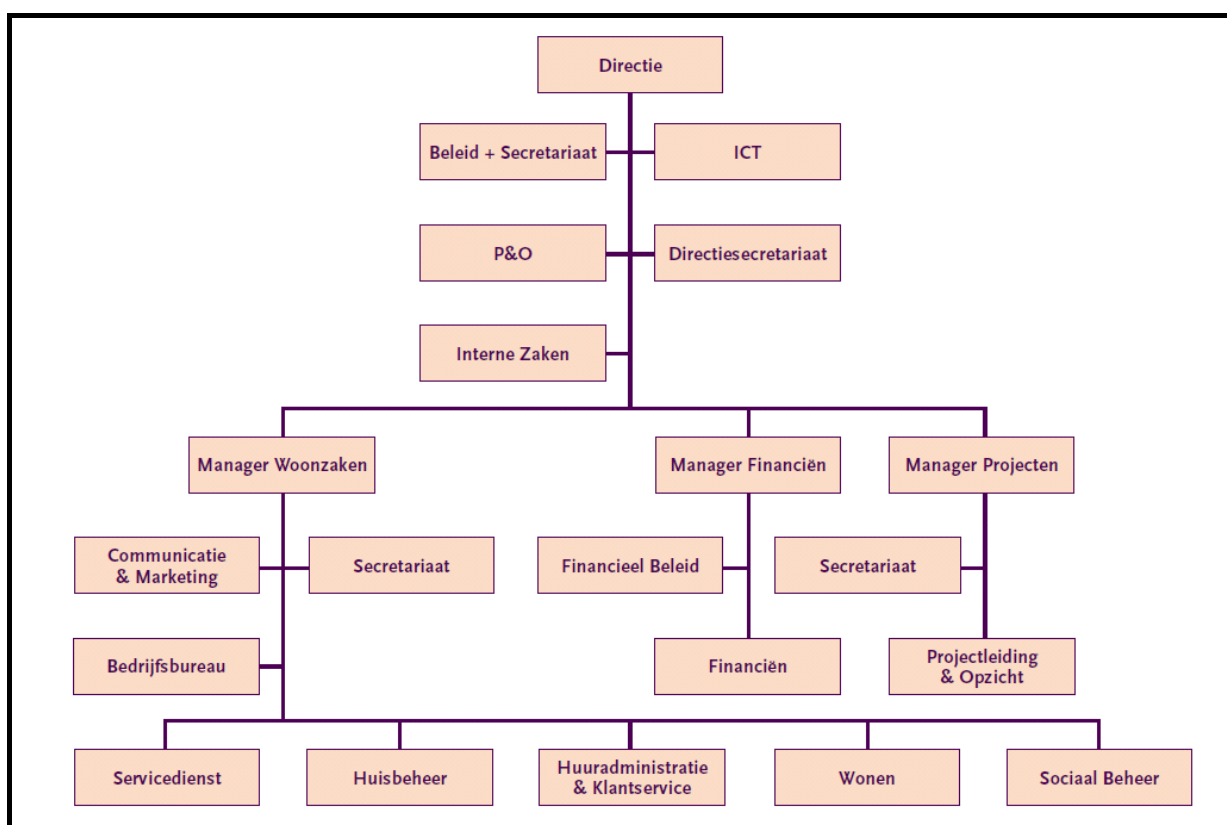 Directie
Beleid + Secretariaat
ICT
P&O
Directiesecretariaat
Interne Zaken
Manager Woonzaken
Manager Financiën
Manager Projecten
Communicatie
& Marketing
Secretariaat
Financieel Beleid
Secretariaat
Bedrijfsbureau
Financiën
Projectleiding
& Opzicht
Servicedienst
Huisbeheer
Huuradministratie
& Klantservice
Wonen
Sociaal Beheer